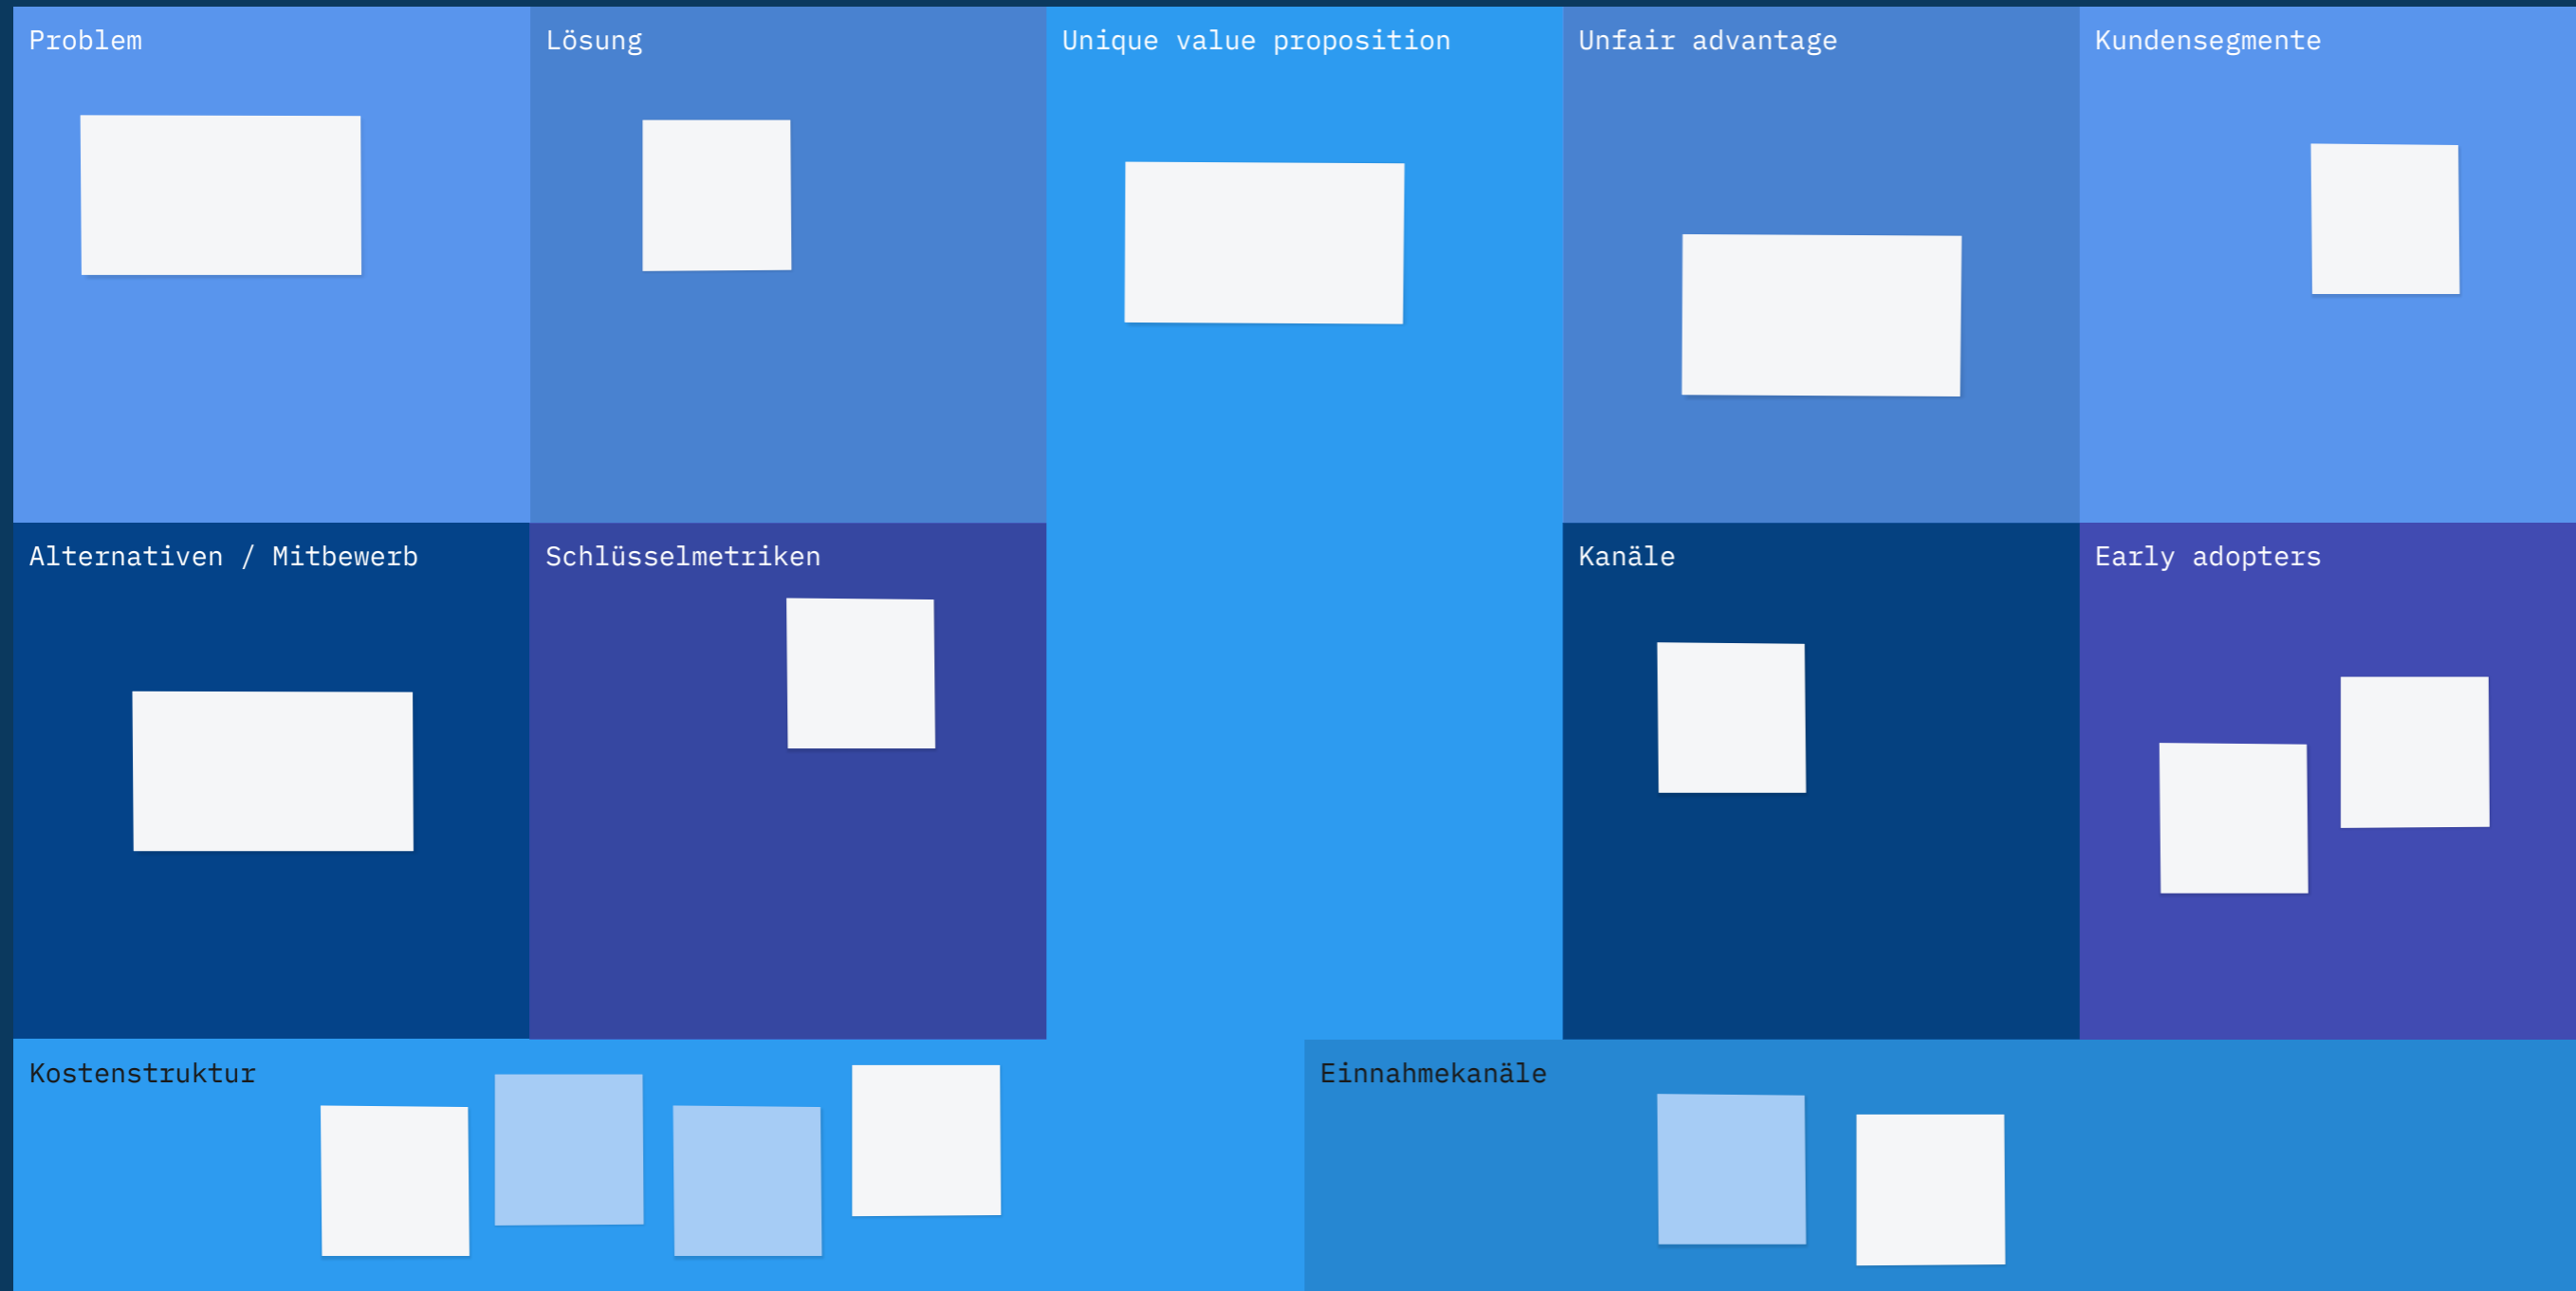 Problem
Lösung
Unique value proposition
Unfair advantage
Kundensegmente
Alternativen / Mitbewerb
Schlüsselmetriken
Kanäle
Early adopters
Kostenstruktur
Einnahmekanäle